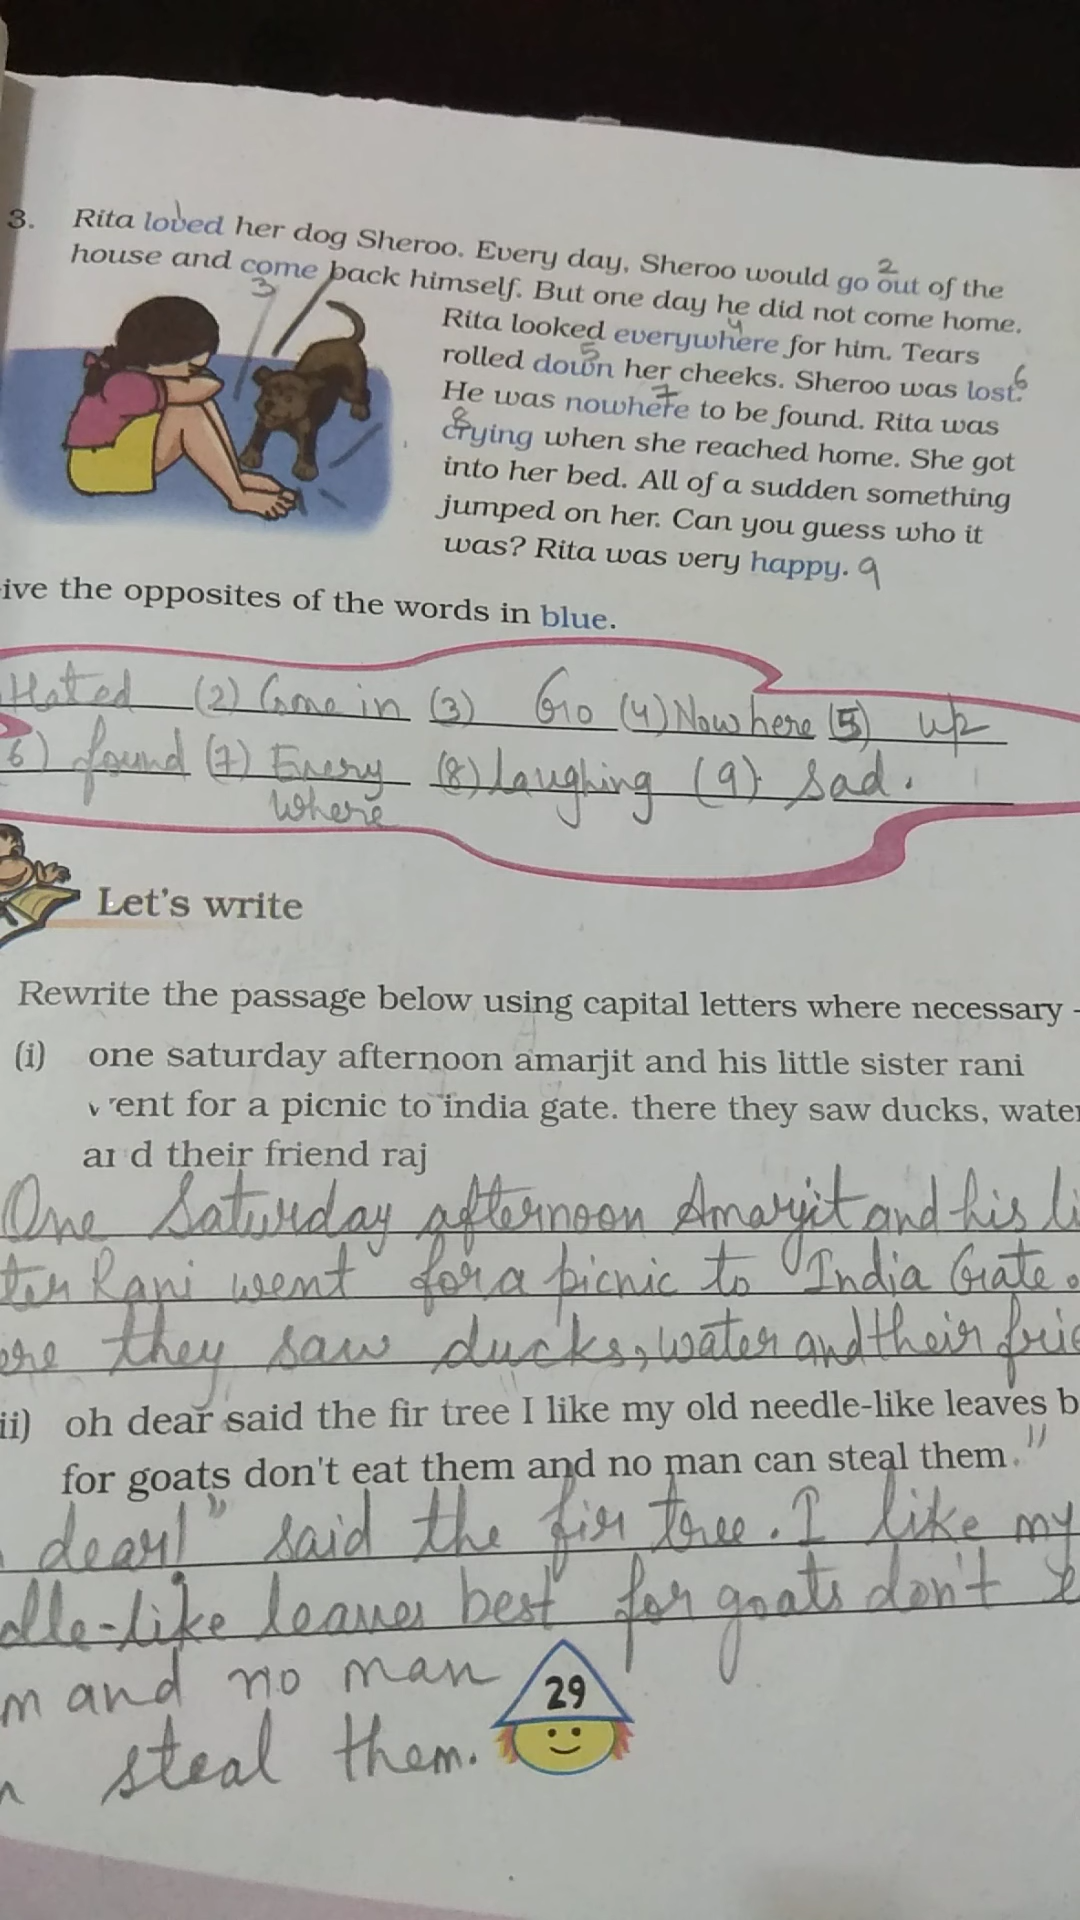 3. Rita loved her dog Sheroo. Every day, Sheroo would go out of the
house and come back himself. But one day he did not come home.
Rita looked everywhere for him. Tears
rolled down her cheeks. Sheroo was lost.
He was nowhere to be found. Rita was
crying when she reached home. She got
into her bed. All of a sudden something
jumped on her. Can you guess who it
was? Rita was very happy. 9
ive the opposites of the words in blue.
Hated (2) Come in (3) Go (4) Nowhere (5) up
6) found (7) Every (8) laughing (9) sad.
where
Let's write
Rewrite the passage below using capital letters where necessary -
(i) one saturday afternoon amarjit and his little sister rani
went for a picnic to india gate. there they saw ducks, water
and their friend raj
One Saturday afternoon Amarjit and his li
ter Rani went for a picnic to India Gate.
ere they saw ducks, water and their frie
ii) oh dear said the fir tree I like my old needle-like leaves b
for goats don't eat them and no man can steal them."
dear!" said the fir tree. I like my
dle-like leaves best for goats don't e
m and no man
n steal them.
29